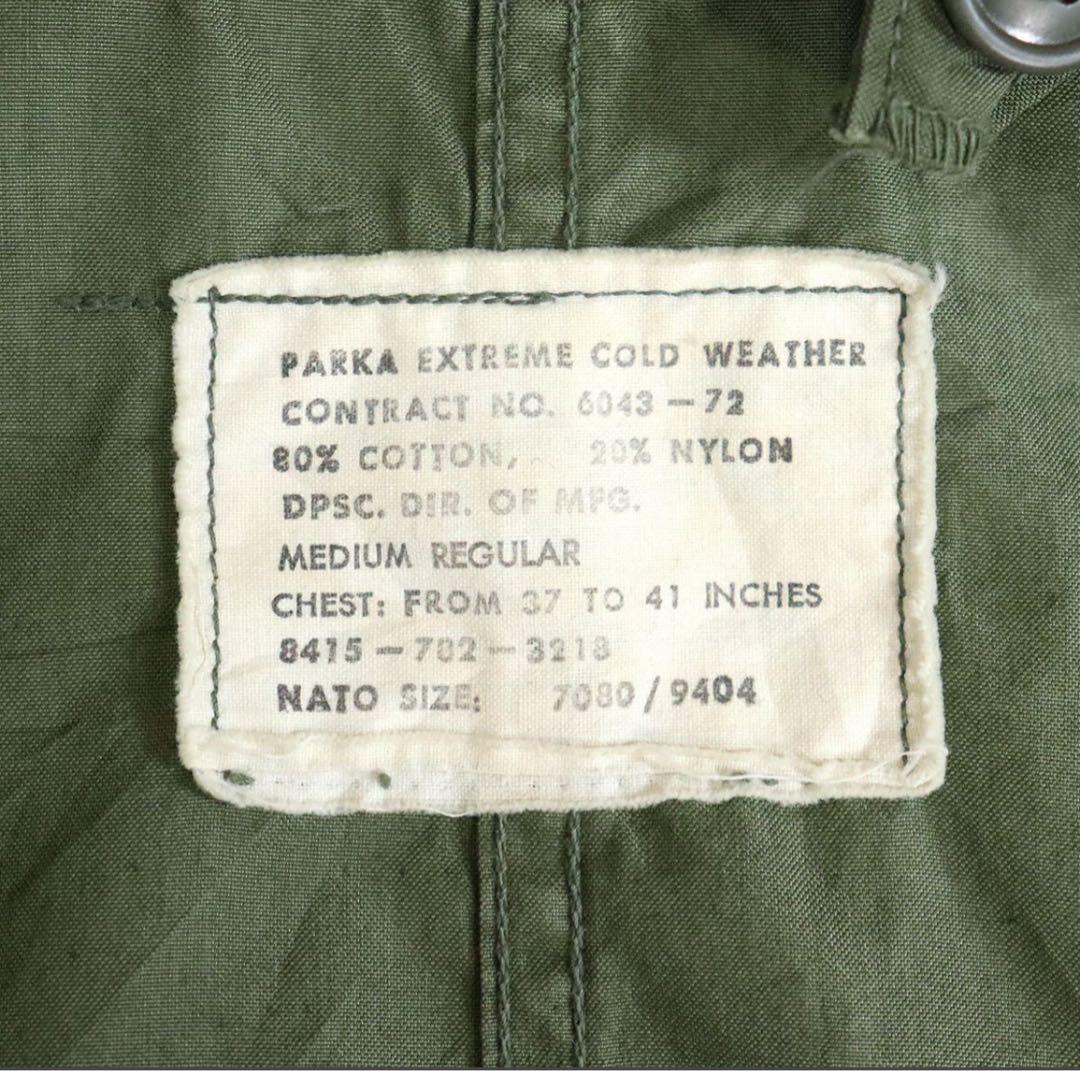 PARKA EXTREME COLD WEATHER
CONTRACT NO. 6043-72
80% COTTON, 20% NYLON
DPSC. DIR. OF MFG.
MEDIUM REGULAR
CHEST: FROM 37 TO 41 INCHES
8415-782-3218
NATO SIZE: 7080/9404